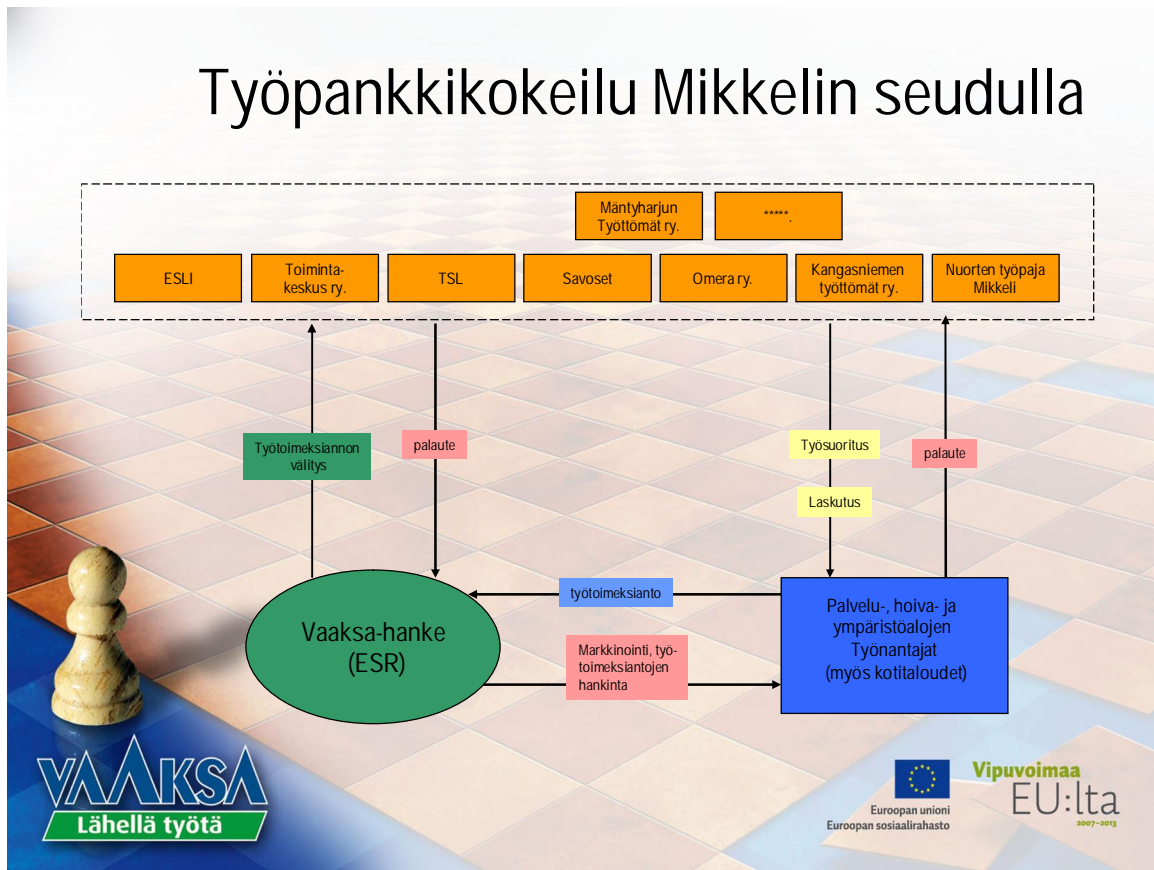 Työpankkikokeilu Mikkelin seudulla
Mäntyharjun
Työttömät ry.
*****.
ESLI
Toiminta-
keskus ry.
TSL
Savoset
Omera ry.
Kangasniemen
työttömät ry.
Nuorten työpaja
Mikkeli
Työtoimeksiannon
välitys
palaute
Työsuoritus
palaute
Laskutus
työtoimeksianto
Vaaksa-hanke
(ESR)
Markkinointi, työ-
toimeksiantojen
hankinta
Palvelu-, hoiva- ja
ympäristöalojen
Työnantajat
(myös kotitaloudet)
VAAKSA
Lähellä työtä
Euroopan unioni
Euroopan sosiaalirahasto
Vipuvoimaa
EU:lta
2007–2013